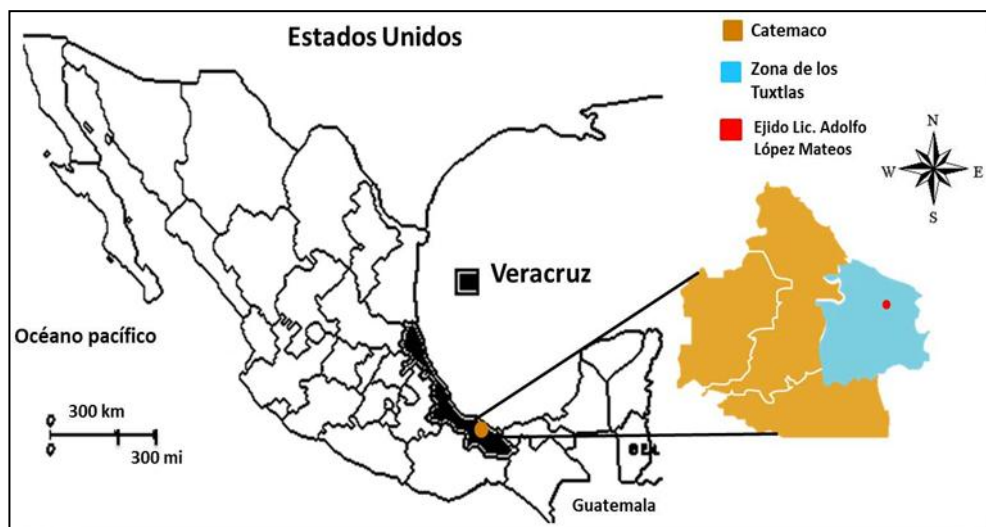 Estados Unidos
Catemaco
Zona de los
Tuxtlas
Ejido Lic. Adolfo
López Mateos
N
W
E
S
Veracruz
Océano pacífico
300 km
300 mi
Guatemala